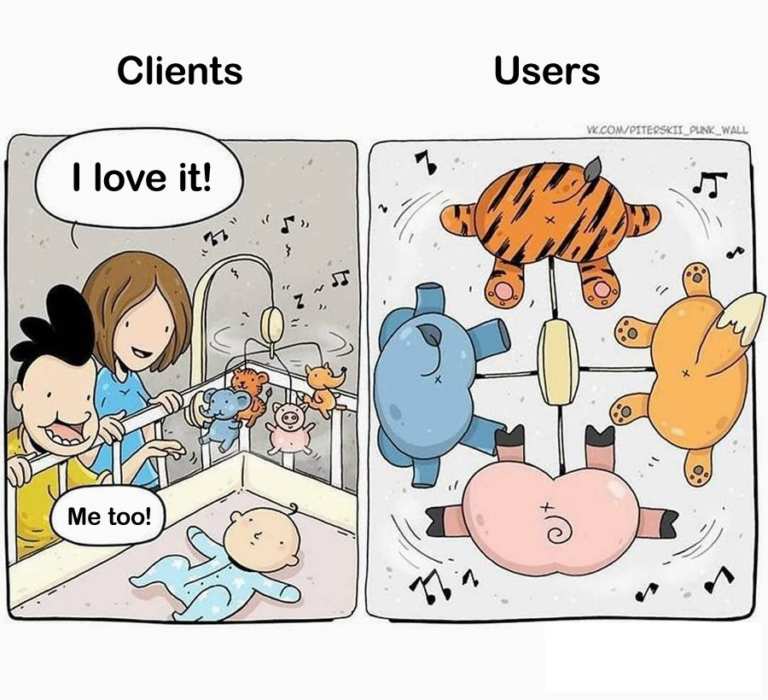 Clients
Users
VK.COM/PITERSKII_PUNK_WALL
I love it!
Me too!